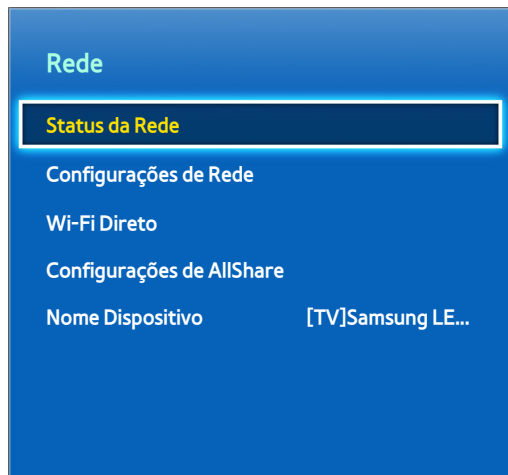 Rede
Status da Rede
Configurações de Rede
Wi-Fi Direto
Configurações de AllShare
Nome Dispositivo [TV]Samsung LE...